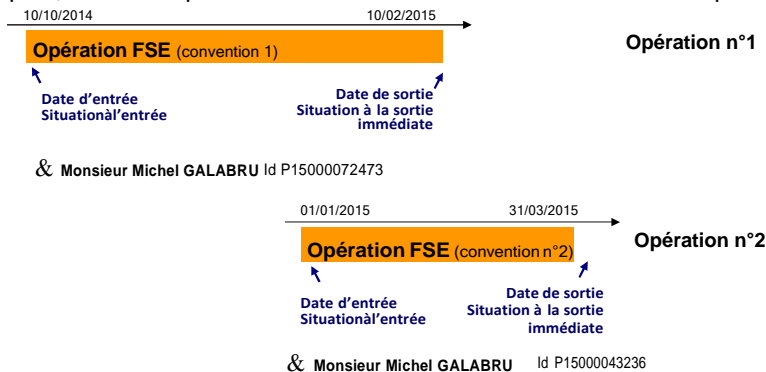 10/10/2014 10/02/2015
Opération FSE (convention 1) Opération n°1
Date d'entrée Date de sortie
Situationàl'entrée Situation à la sortie
immédiate
& Monsieur Michel GALABRU Id P15000072473
01/01/2015 31/03/2015
Opération FSE (convention n°2) Opération n°2
Date d'entrée Date de sortie
Situationàl'entrée Situation à la sortie
immédiate
& Monsieur Michel GALABRU Id P15000043236